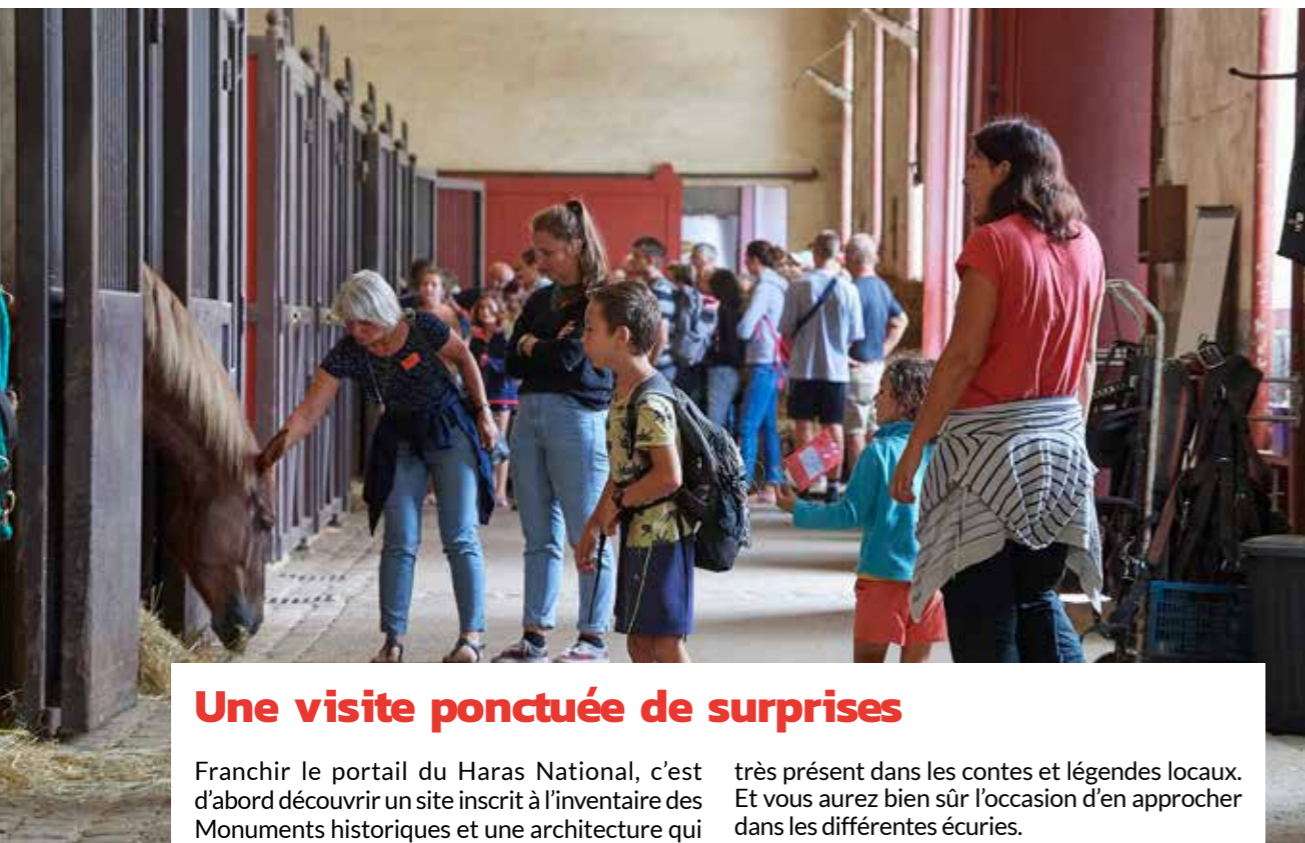 Une visite ponctuée de surprises
Franchir le portail du Haras National, c’est
d’abord découvrir un site inscrit à l’inventaire des
Monuments historiques et une architecture qui
très présent dans les contes et légendes locaux.
Et vous aurez bien sûr l’occasion d’en approcher
dans les différentes écuries.